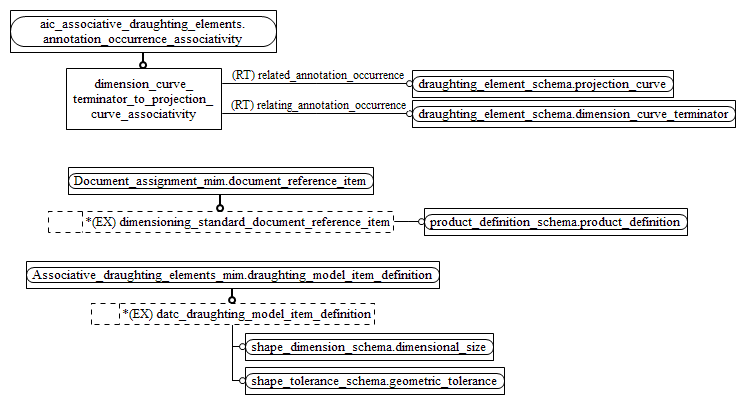 aic_associative_draughting_elements.
annotation_occurrence_associativity
dimension_curve_
terminator_to_projection_
curve_associativity
(RT) related_annotation_occurrence
draughting_element_schema.projection_curve
(RT) relating_annotation_occurrence
draughting_element_schema.dimension_curve_terminator
Document_assignment_mim.document_reference_item
*(EX) dimensioning_standard_document_reference_item
product_definition_schema.product_definition
Associative_draughting_elements_mim.draughting_model_item_definition
*(EX) datc_draughting_model_item_definition
shape_dimension_schema.dimensional_size
shape_tolerance_schema.geometric_tolerance